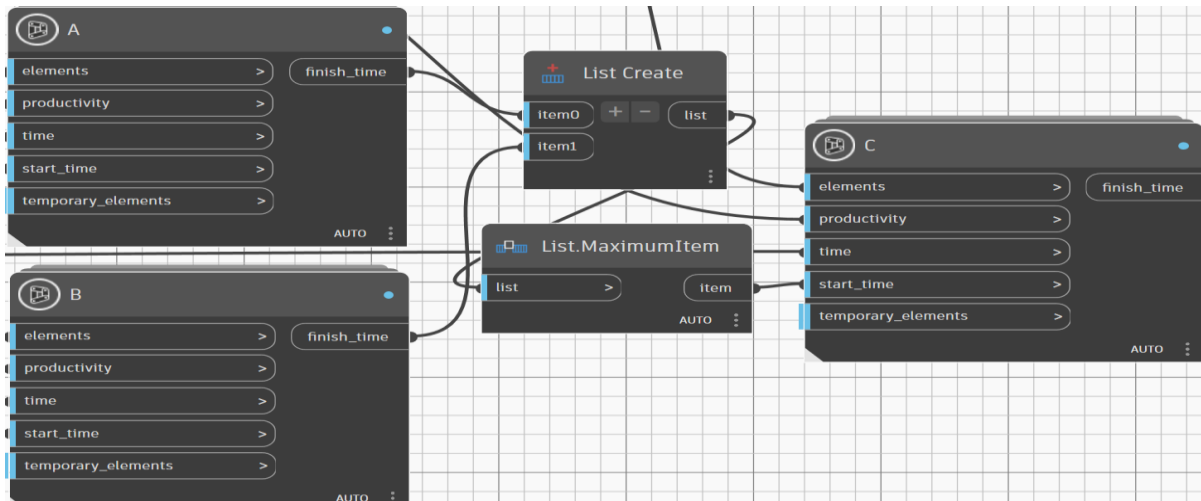 A
elements >
finish_time
productivity >
time >
start_time >
temporary_elements >
AUTO
List Create
item0
+
−
list
item1
List.MaximumItem
list >
item
AUTO
B
elements >
finish_time
productivity >
time >
start_time >
temporary_elements >
AUTO
C
elements >
finish_time
productivity >
time >
start_time >
temporary_elements >
AUTO